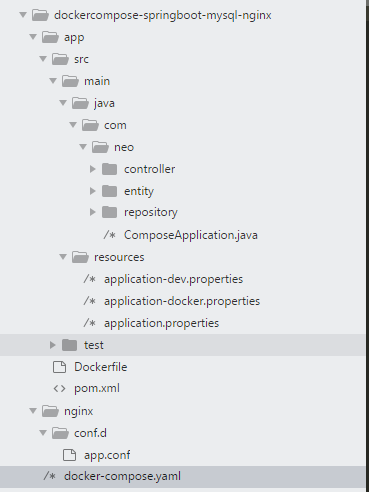 dockercompose-springboot-mysql-nginx
app
src
main
java
com
neo
controller
entity
repository
/* ComposeApplication.java
resources
/* application-dev.properties
/* application-docker.properties
/* application.properties
test
Dockerfile
<> pom.xml
nginx
conf.d
app.conf
/* docker-compose.yaml